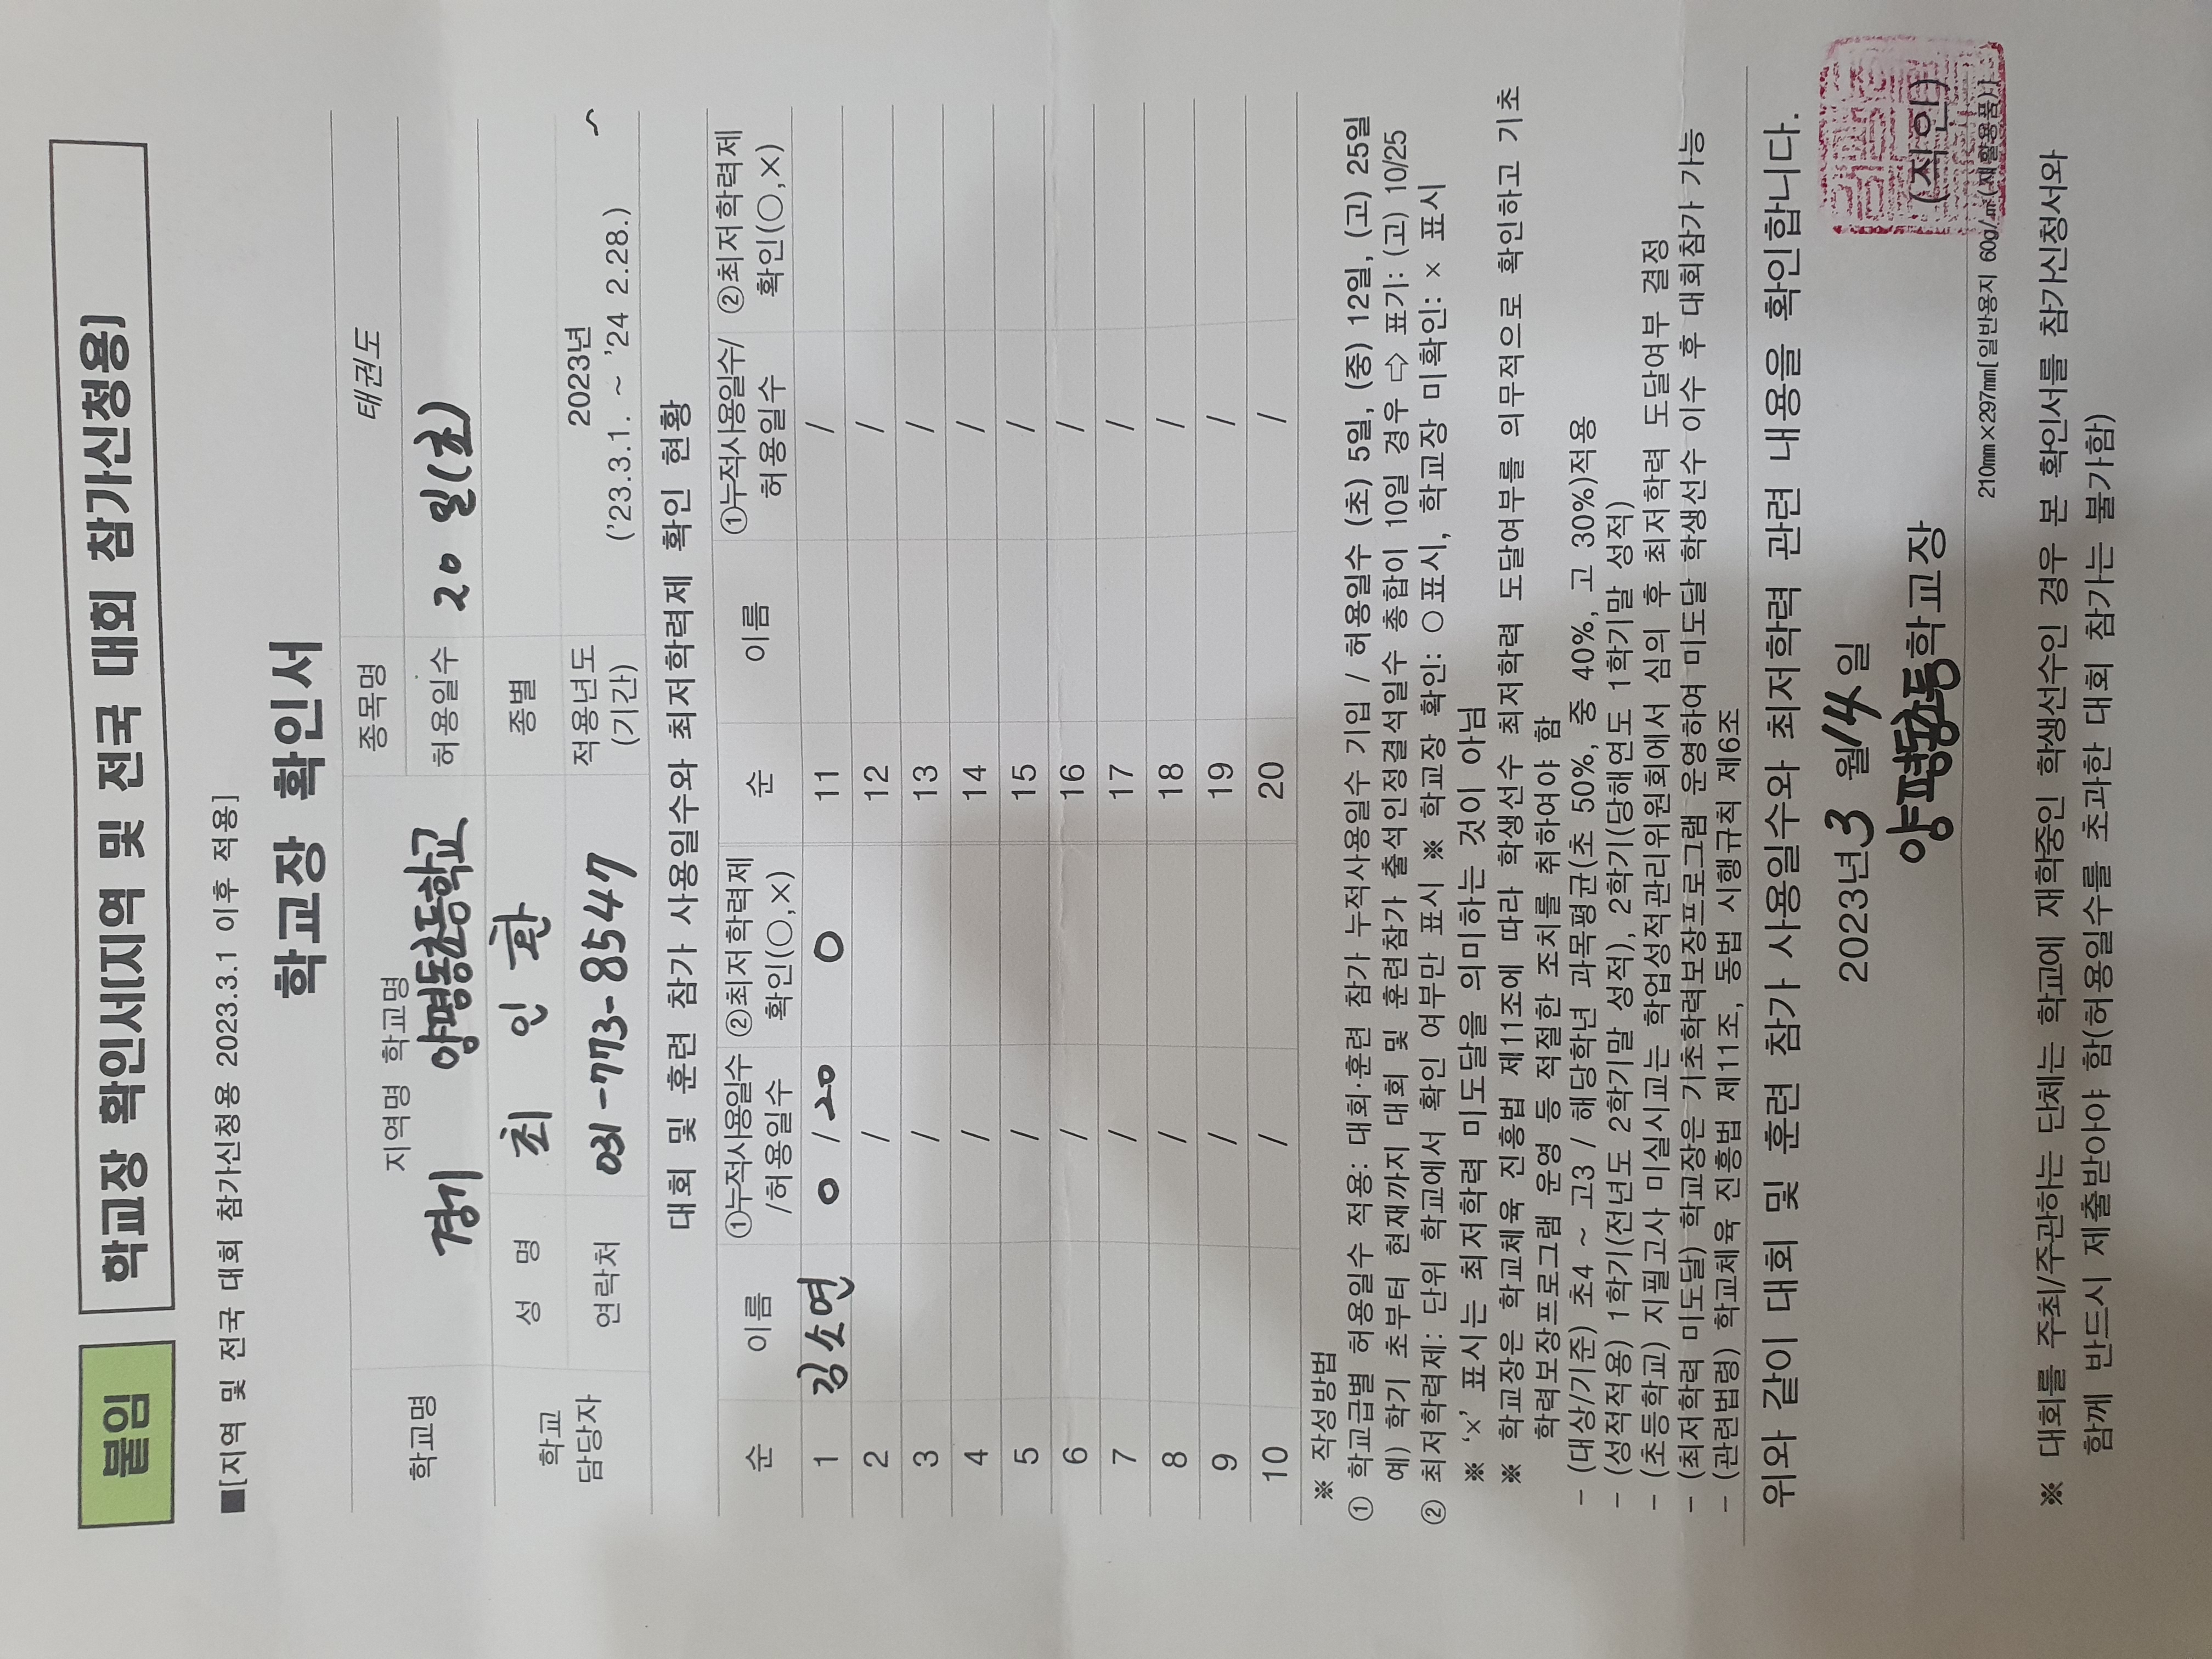 붙임 학교장 확인서(지역 및 전국 대회 참가신청용)
■[지역 및 전국 대회 참가신청용 2023.3.1 이후 적용]
학교장 확인서
학교명 지역명 학교명 종목명 태권도
경기 양평동초등학교 허용일수 20 일(초)
학교 담당자 성 명 최 인 환 종별
연락처 031-773-8547 적용년도 (기간) 2023년 ('23.3.1. ~ '24 2.28.)
대회 및 훈련 참가 사용일수와 최저학력제 확인 현황
순 이름 ①누적사용일수 /허용일수 ②최저학력제 확인(○,×) 순 이름 ①누적사용일수/ 허용일수 ②최저학력제 확인(○,×)
1 김소연 0 / 20 ○ 11 /
2 / 12 /
3 / 13 /
4 / 14 /
5 / 15 /
6 / 16 /
7 / 17 /
8 / 18 /
9 / 19 /
10 / 20 /
※ 작성방법
① 학교급별 허용일수 적용: 대회·훈련 참가 누적사용일수 기입 / 허용일수 (초) 5일, (중) 12일, (고) 25일
예) 학기 초부터 현재까지 대회 및 훈련참가 출석인정결석일수 총합이 10일 경우 ⇨ 표기: (고) 10/25
② 최저학력제: 단위 학교에서 확인 여부만 표시 ※ 학교장 확인: ○표시, 학교장 미확인: × 표시
※ ‘×’ 표시는 최저학력 미도달을 의미하는 것이 아님
※ 학교장은 학교체육 진흥법 제11조에 따라 학생선수 최저학력 도달여부를 의무적으로 확인하고 기초
학력보장프로그램 운영 등 적절한 조치를 취하여야 함
- (대상/기준) 초4 ~ 고3 / 해당학년 과목평균(초 50%, 중 40%, 고 30%)적용
- (성적적용) 1학기(전년도 2학기말 성적), 2학기(당해연도 1학기말 성적)
- (초등학교) 지필고사 미실시교는 학업성적관리위원회에서 심의 후 최저학력 도달여부 결정
- (최저학력 미도달) 학교장은 기초학력보장프로그램 운영하여 미도달 학생선수 이수 후 대회참가 가능
- (관련법령) 학교체육 진흥법 제11조, 동법 시행규칙 제6조
위와 같이 대회 및 훈련 참가 사용일수와 최저학력 관련 내용을 확인합니다.
2023년 3 월 14 일
양평동초등학교장 (직인)
210㎜×297㎜[일반용지 60g/㎡(재활용품)]
※ 대회를 주최/주관하는 단체는 학교에 재학중인 학생선수인 경우 본 확인서를 참가신청서와
함께 반드시 제출받아야 함(허용일수를 초과한 대회 참가는 불가함)